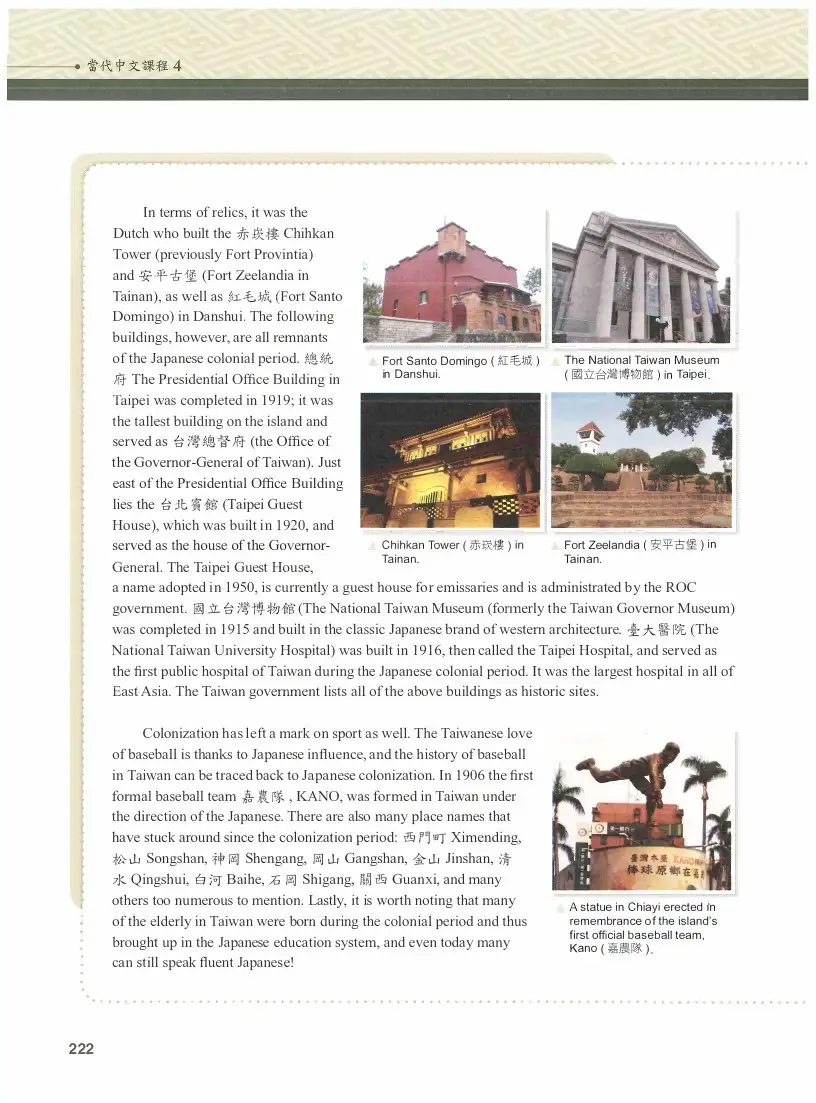 當代中文課程 4
In terms of relics, it was the
Dutch who built the 赤崁樓 Chihkan
Tower (previously Fort Provintia)
and 安平古堡 (Fort Zeelandia in
Tainan), as well as 紅毛城 (Fort Santo
Domingo) in Danshui. The following
buildings, however, are all remnants
of the Japanese colonial period. 總統
府 The Presidential Office Building in
Taipei was completed in 1919; it was
the tallest building on the island and
served as 台灣總督府 (the Office of
the Governor-General of Taiwan). Just
east of the Presidential Office Building
lies the 台北賓館 (Taipei Guest
House), which was built in 1920, and
served as the house of the Governor-
General. The Taipei Guest House,
a name adopted in 1950, is currently a guest house for emissaries and is administrated by the ROC
government. 國立台灣博物館(The National Taiwan Museum (formerly the Taiwan Governor Museum)
was completed in 1915 and built in the classic Japanese brand of western architecture. 臺大醫院 (The
National Taiwan University Hospital) was built in 1916, then called the Taipei Hospital, and served as
the first public hospital of Taiwan during the Japanese colonial period. It was the largest hospital in all of
East Asia. The Taiwan government lists all of the above buildings as historic sites.
Fort Santo Domingo ( 紅毛城 )
in Danshui.
The National Taiwan Museum
( 國立台灣博物館 ) in Taipei.
Chihkan Tower ( 赤崁樓 ) in
Tainan.
Fort Zeelandia ( 安平古堡 ) in
Tainan.
Colonization has left a mark on sport as well. The Taiwanese love
of baseball is thanks to Japanese influence, and the history of baseball
in Taiwan can be traced back to Japanese colonization. In 1906 the first
formal baseball team 嘉農隊 , KANO, was formed in Taiwan under
the direction of the Japanese. There are also many place names that
have stuck around since the colonization period: 西門町 Ximending,
松山 Songshan, 神岡 Shengang, 岡山 Gangshan, 金山 Jinshan, 清
水 Qingshui, 白河 Baihe, 石岡 Shigang, 關西 Guanxi, and many
others too numerous to mention. Lastly, it is worth noting that many
of the elderly in Taiwan were born during the colonial period and thus
brought up in the Japanese education system, and even today many
can still speak fluent Japanese!
KANO
棒球原鄉在嘉
A statue in Chiayi erected in
remembrance of the island's
first official baseball team,
Kano ( 嘉農隊 ).
222